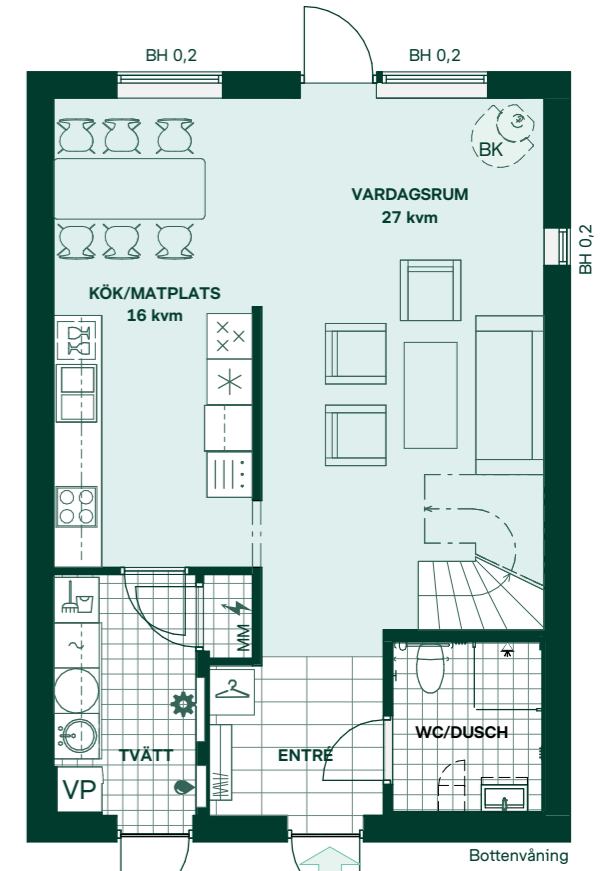 BH 0,2
BH 0,2
BK
VARDAGSRUM
27 kvm
BH 0,2
KÖK/MATPLATS
16 kvm
MM
WC/DUSCH
TVÄTT
ENTRÉ
VP
Bottenvåning